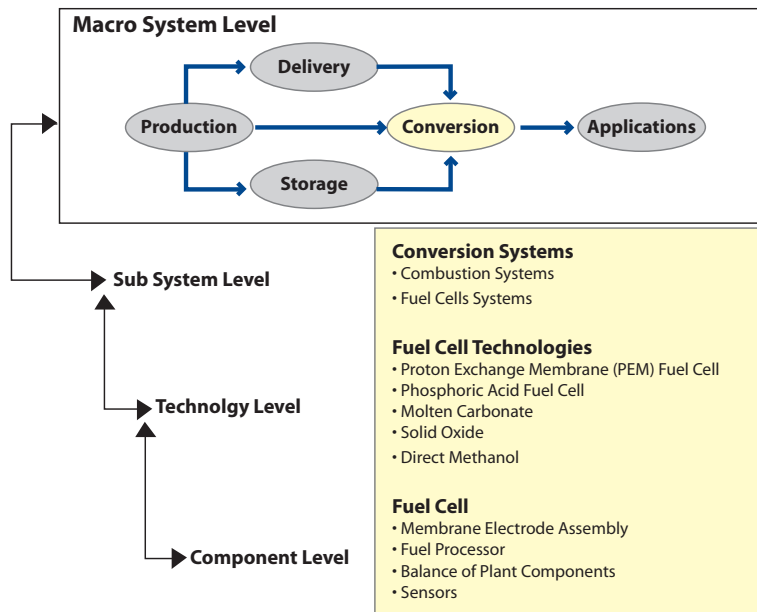 Macro System Level
Delivery
Production
Conversion
Applications
Storage
Sub System Level
Conversion Systems
• Combustion Systems
• Fuel Cells Systems
Technolgy Level
Fuel Cell Technologies
• Proton Exchange Membrane (PEM) Fuel Cell
• Phosphoric Acid Fuel Cell
• Molten Carbonate
• Solid Oxide
• Direct Methanol
Component Level
Fuel Cell
• Membrane Electrode Assembly
• Fuel Processor
• Balance of Plant Components
• Sensors